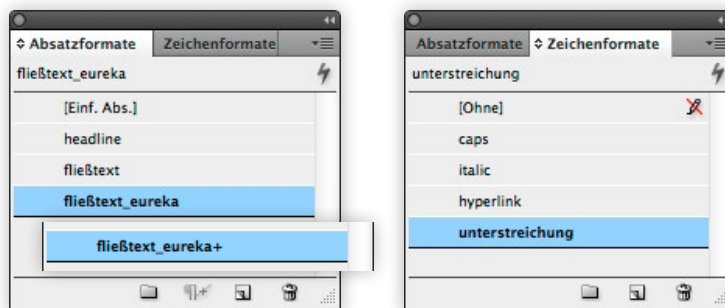 Absatzformate Zeichenformate
fließtext_eureka
[Einf. Abs.]
headline
fließtext
fließtext_eureka
fließtext_eureka+
Absatzformate Zeichenformate
unterstreichung
[Ohne]
caps
italic
hyperlink
unterstreichung